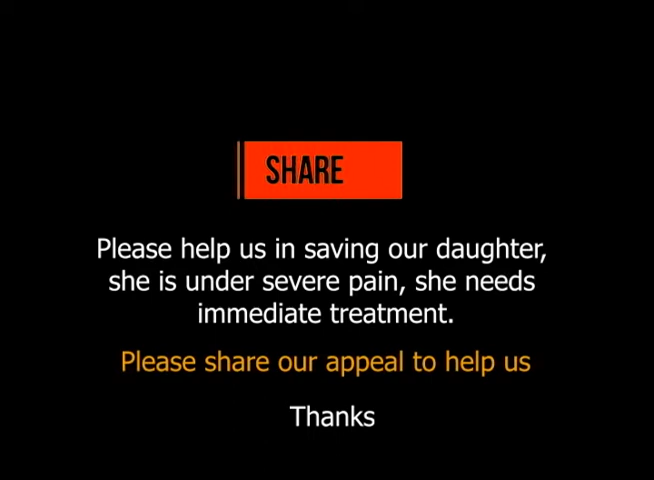 SHARE
Please help us in saving our daughter,
she is under severe pain, she needs
immediate treatment.
Please share our appeal to help us
Thanks